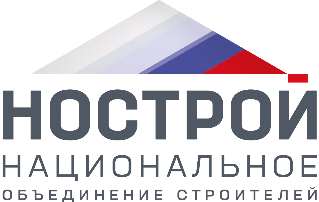 НОСТРОЙ
НАЦИОНАЛЬНОЕ
ОБЪЕДИНЕНИЕ СТРОИТЕЛЕЙ